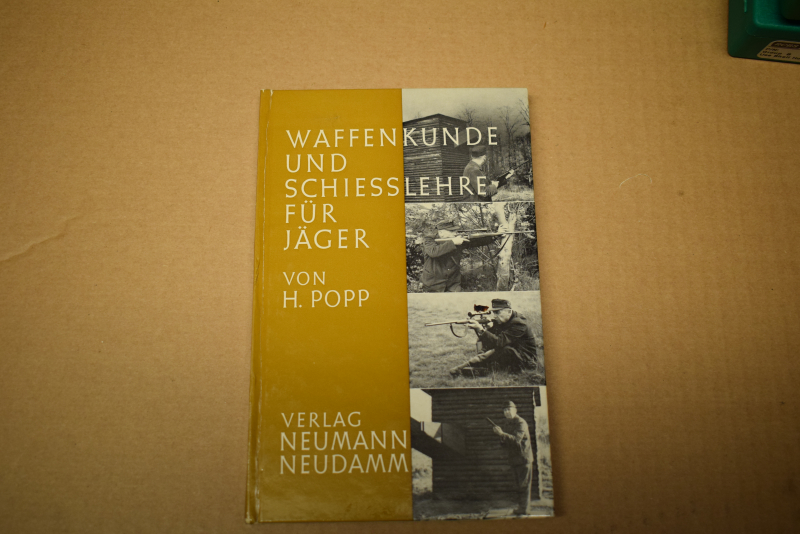 WAFFENKUNDE
UND
SCHIESSLEHRE
FÜR
JÄGER
VON
H. POPP
VERLAG
NEUMANN
NEUDAMM